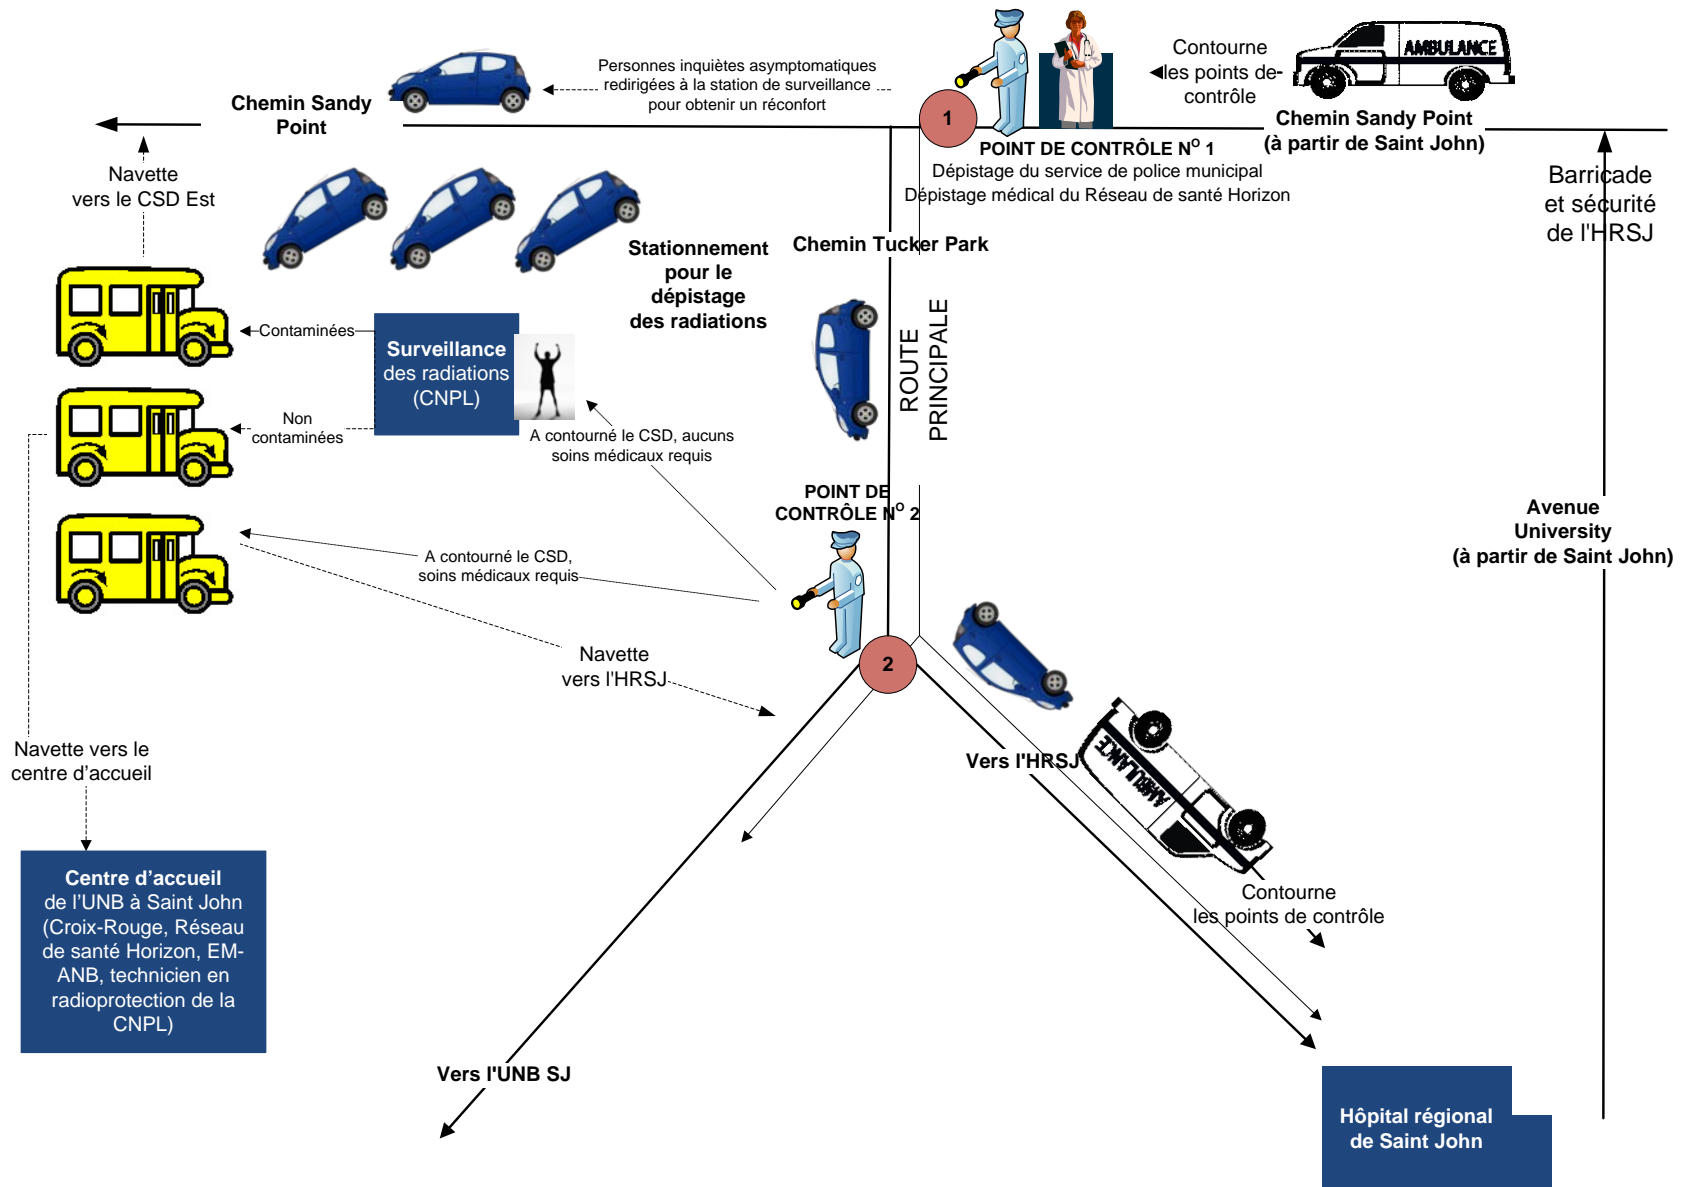 Personnes inquiètes asymptomatiques
redirigées à la station de surveillance
pour obtenir un réconfort
Contourne
les points de
contrôle
AMBULANCE
Chemin Sandy
Point
1
Chemin Sandy Point
(à partir de Saint John)
POINT DE CONTRÔLE Nº 1
Dépistage du service de police municipal
Dépistage médical du Réseau de santé Horizon
Navette
vers le CSD Est
Barricade
et sécurité
de l'HRSJ
Stationnement
pour le
dépistage
des radiations
Chemin Tucker Park
ROUTE
PRINCIPALE
Contaminées
Surveillance
des radiations
(CNPL)
Non
contaminées
A contourné le CSD, aucuns
soins médicaux requis
POINT DE
CONTRÔLE Nº 2
Avenue
University
(à partir de Saint John)
A contourné le CSD,
soins médicaux requis
Navette
vers l'HRSJ
2
Navette vers le
centre d'accueil
Vers l'HRSJ
AMBULANCE
Contourne
les points de contrôle
Centre d'accueil
de l'UNB à Saint John
(Croix-Rouge, Réseau
de santé Horizon, EM-
ANB, technicien en
radioprotection de la
CNPL)
Vers l'UNB SJ
Hôpital régional
de Saint John